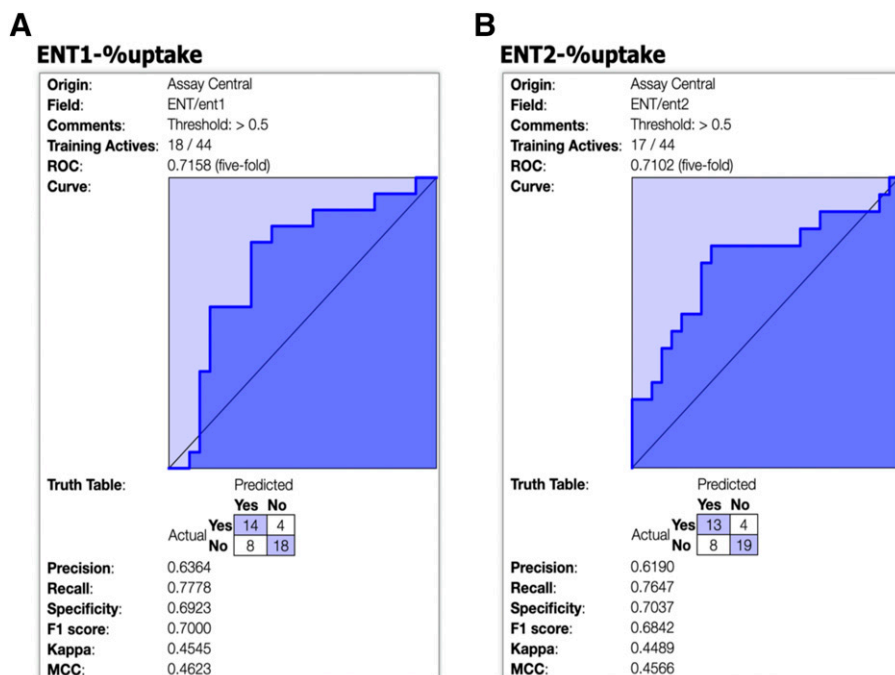 A
ENT1-%uptake
Origin: Assay Central
Field: ENT/ent1
Comments: Threshold: > 0.5
Training Actives: 18 / 44
ROC: 0.7158 (five-fold)
Curve:
Truth Table: Predicted
Yes No
Actual Yes 14 4
No 8 18
Precision: 0.6364
Recall: 0.7778
Specificity: 0.6923
F1 score: 0.7000
Kappa: 0.4545
MCC: 0.4623
B
ENT2-%uptake
Origin: Assay Central
Field: ENT/ent2
Comments: Threshold: > 0.5
Training Actives: 17 / 44
ROC: 0.7102 (five-fold)
Curve:
Truth Table: Predicted
Yes No
Actual Yes 13 4
No 8 19
Precision: 0.6190
Recall: 0.7647
Specificity: 0.7037
F1 score: 0.6842
Kappa: 0.4489
MCC: 0.4566